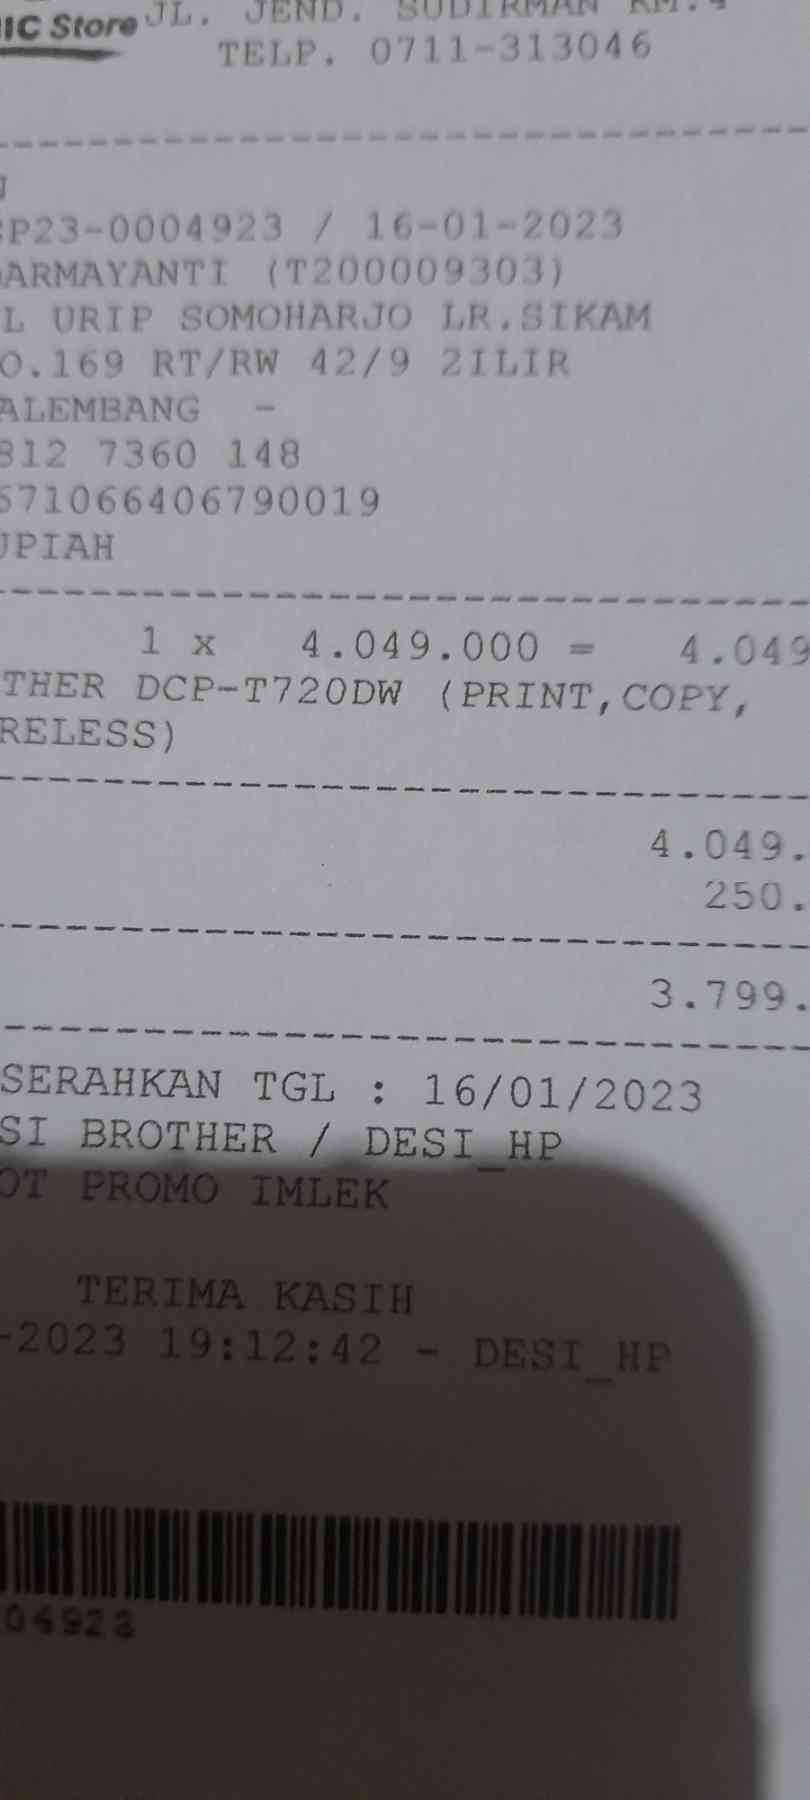 IC Store JL. JEND. SUDIRMAN KM.4
TELP. 0711-313046
P23-0004923 / 16-01-2023
ARMAYANTI (T200009303)
L URIP SOMOHARJO LR.SIKAM
O.169 RT/RW 42/9 2ILIR
ALEMBANG -
812 7360 148
671066406790019
UPIAH
1 x 4.049.000 = 4.049
THER DCP-T720DW (PRINT,COPY,
RELESS)
4.049.
250.
3.799.
SERAHKAN TGL : 16/01/2023
SI BROTHER / DESI_HP
OT PROMO IMLEK
TERIMA KASIH
-2023 19:12:42 - DESI_HP
04923